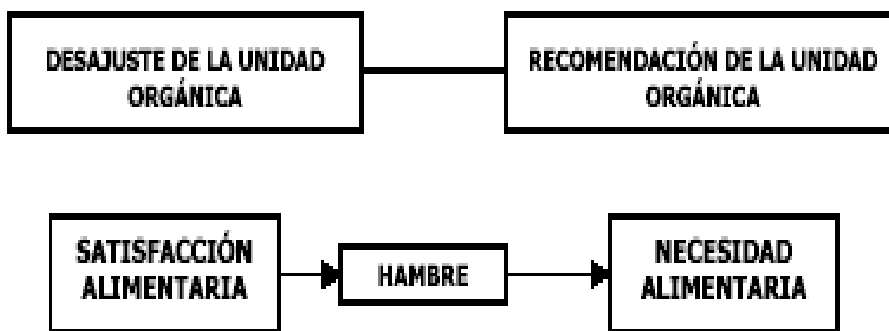 DESAJUSTE DE LA UNIDAD
ORGÁNICA
RECOMENDACIÓN DE LA UNIDAD
ORGÁNICA
SATISFACCIÓN
ALIMENTARIA
HAMBRE
NECESIDAD
ALIMENTARIA